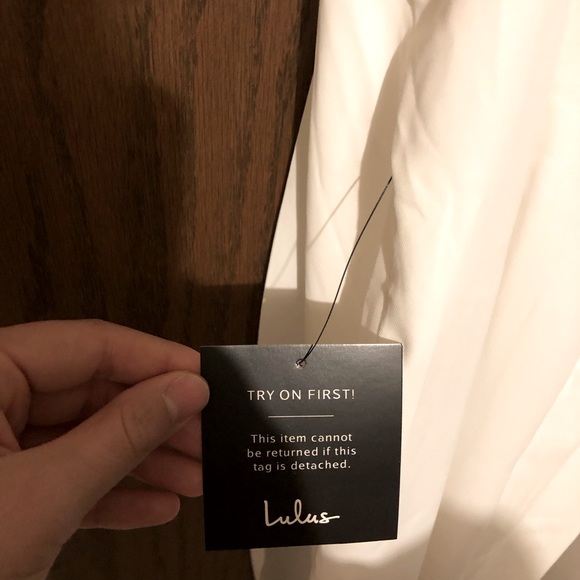 TRY ON FIRST!
This item cannot
be returned if this
tag is detached.
Lulus